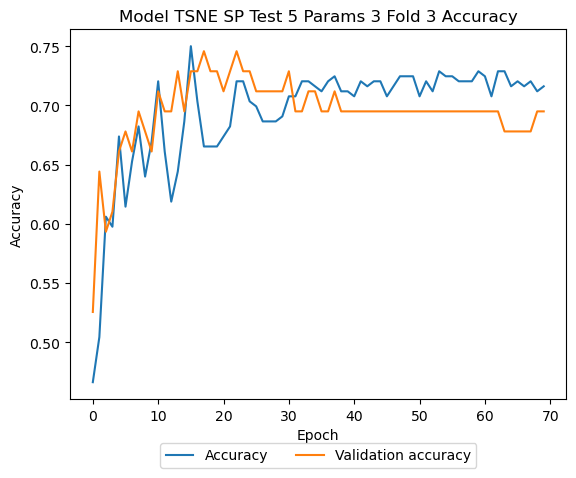 Model TSNE SP Test 5 Params 3 Fold 3 Accuracy
0.75
0.70
0.65
0.60
0.55
0.50
Accuracy
0 10 20 30 40 50 60 70
Epoch
Accuracy Validation accuracy